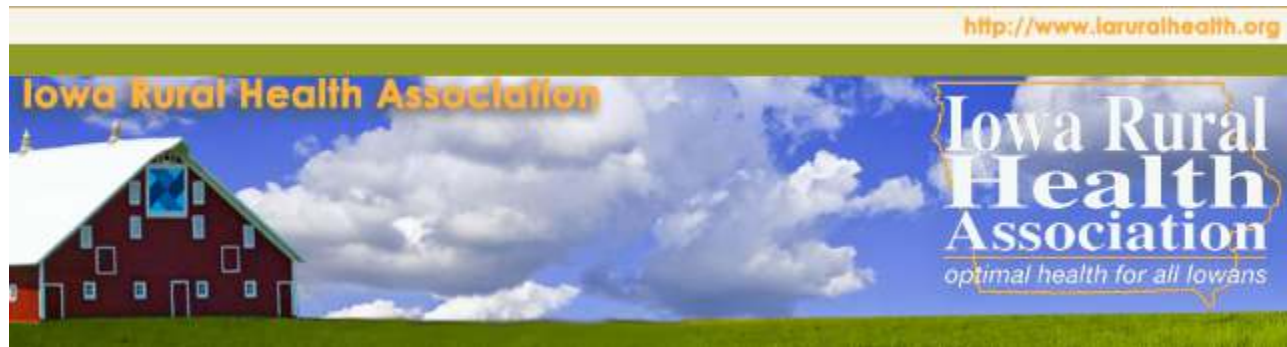 http://www.iaruralhealth.org
Iowa Rural Health Association
Iowa Rural
Health
Association
optimal health for all Iowans